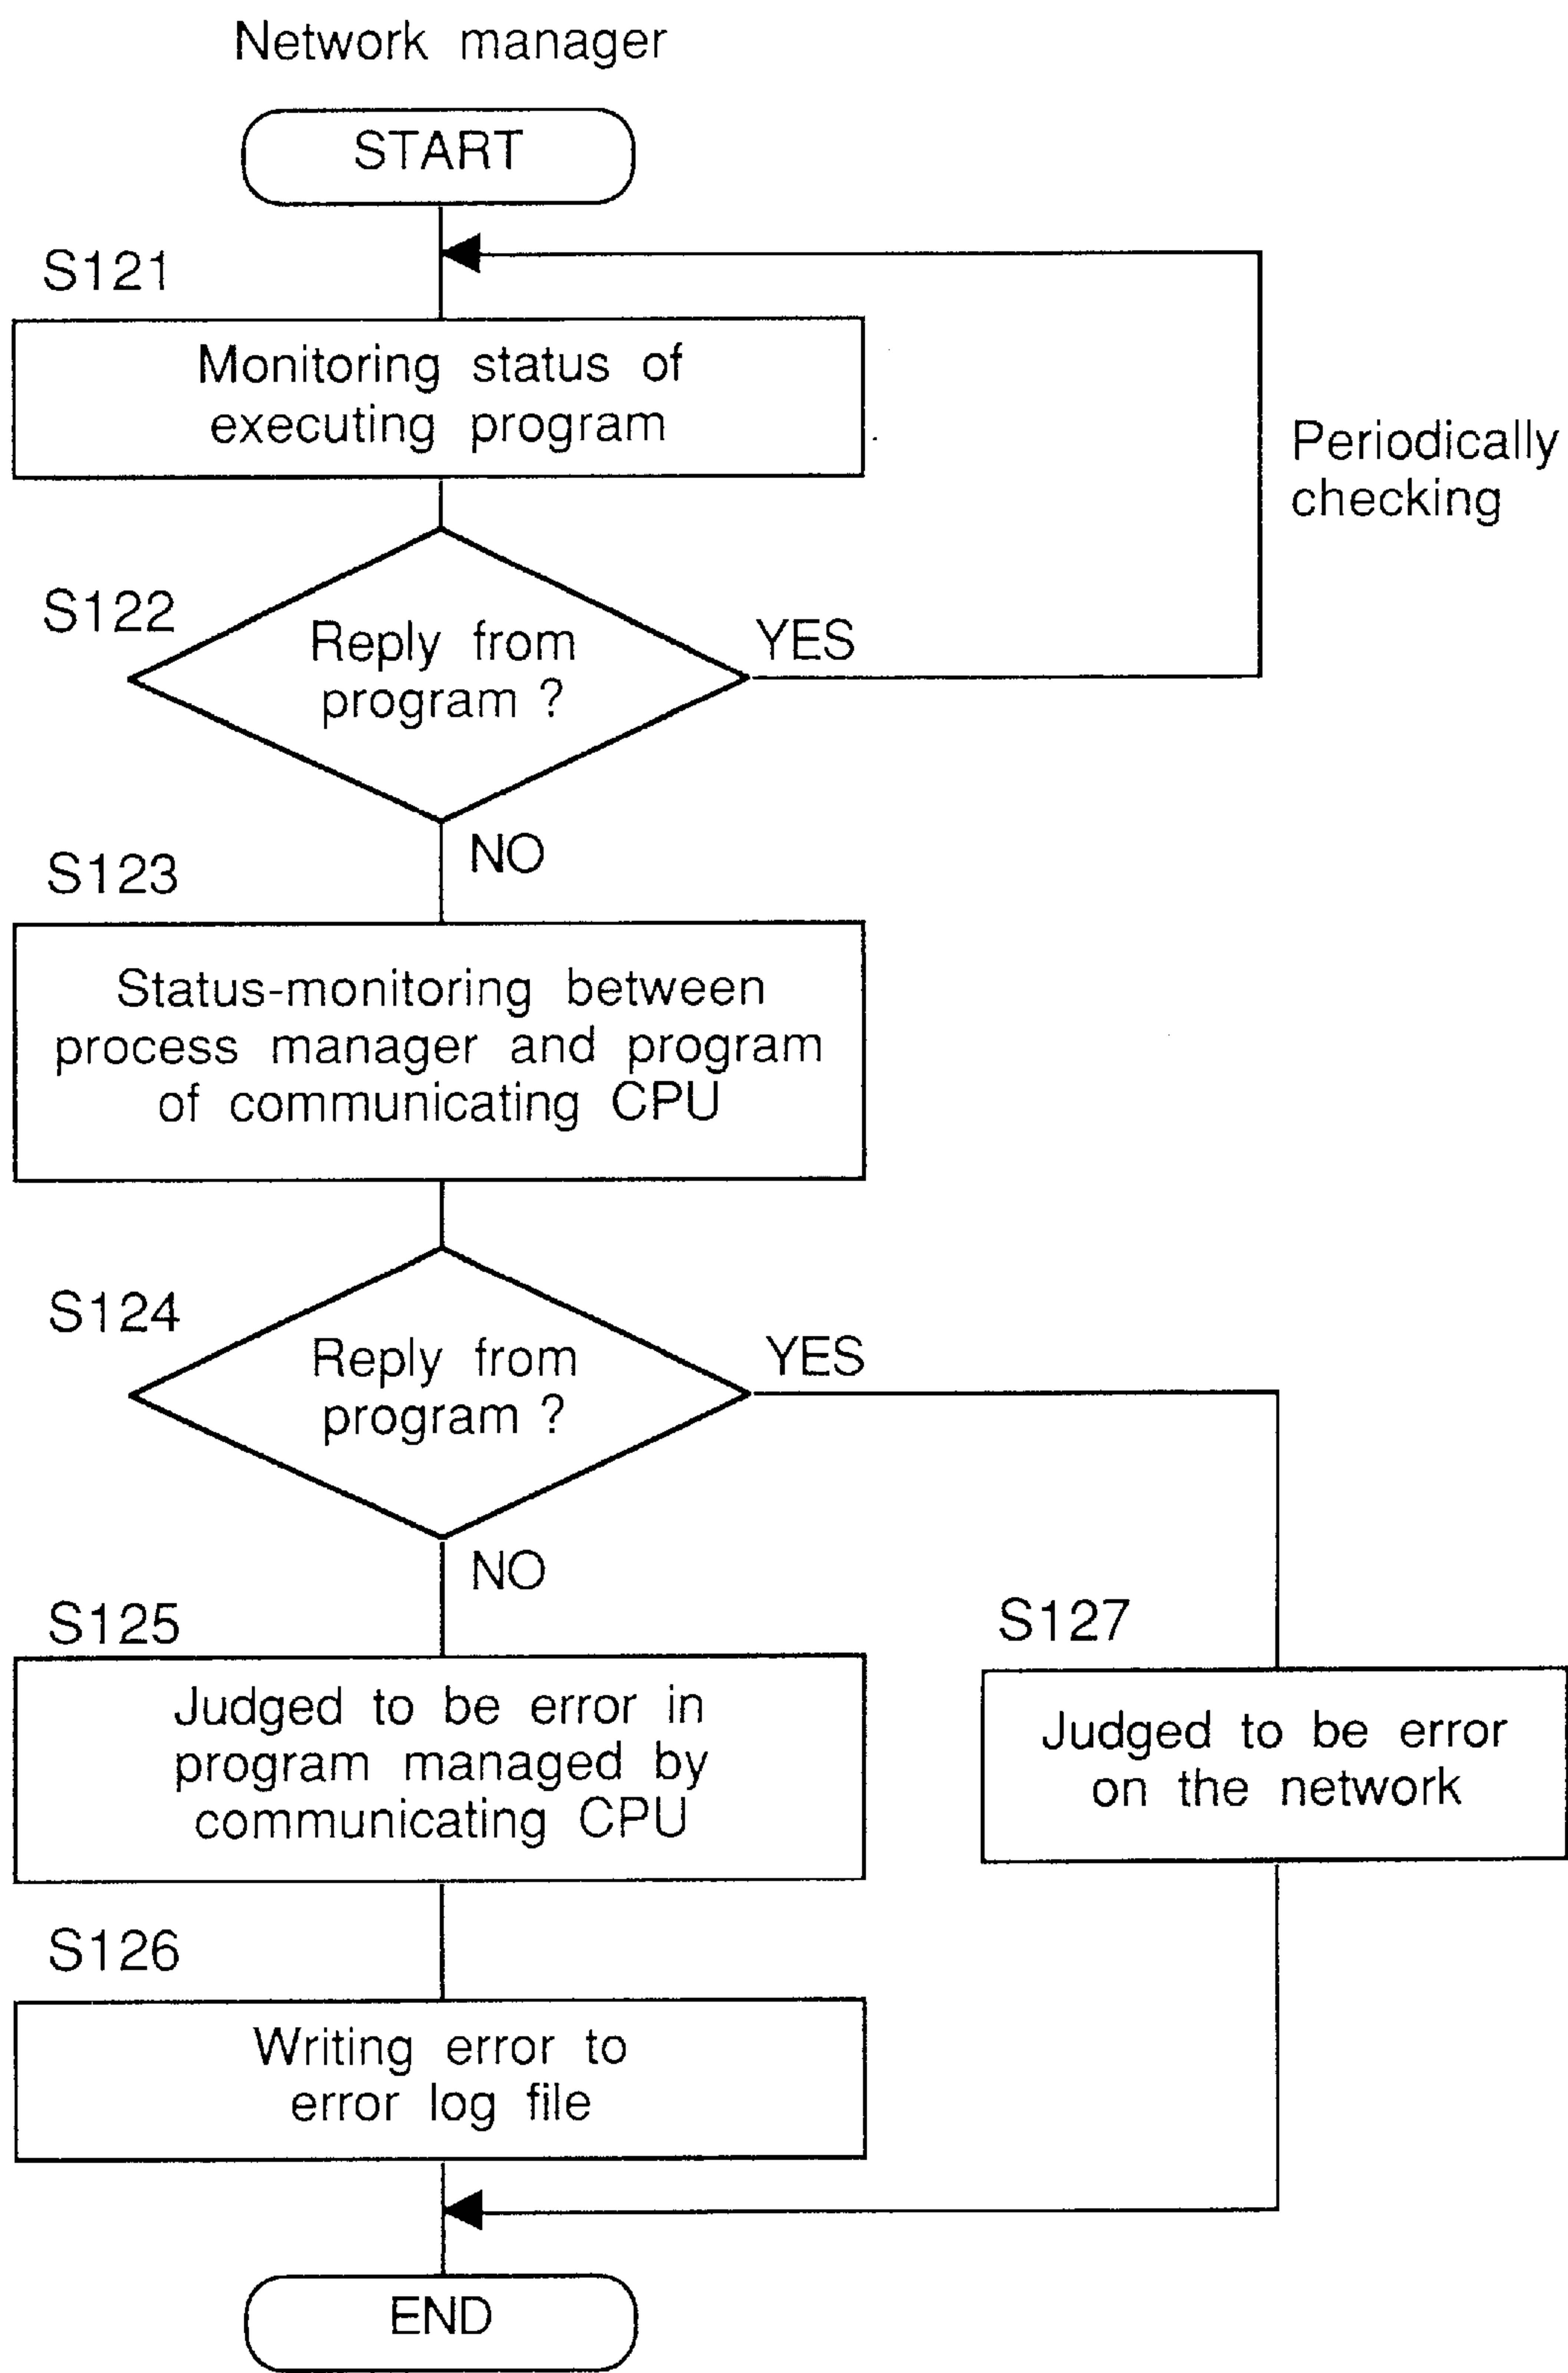 Network manager
START
S121
Monitoring status of
executing program
Periodically
checking
S122
Reply from
program ?
YES
NO
S123
Status-monitoring between
process manager and program
of communicating CPU
S124
Reply from
program ?
YES
NO
S125
Judged to be error in
program managed by
communicating CPU
S127
Judged to be error
on the network
S126
Writing error to
error log file
END